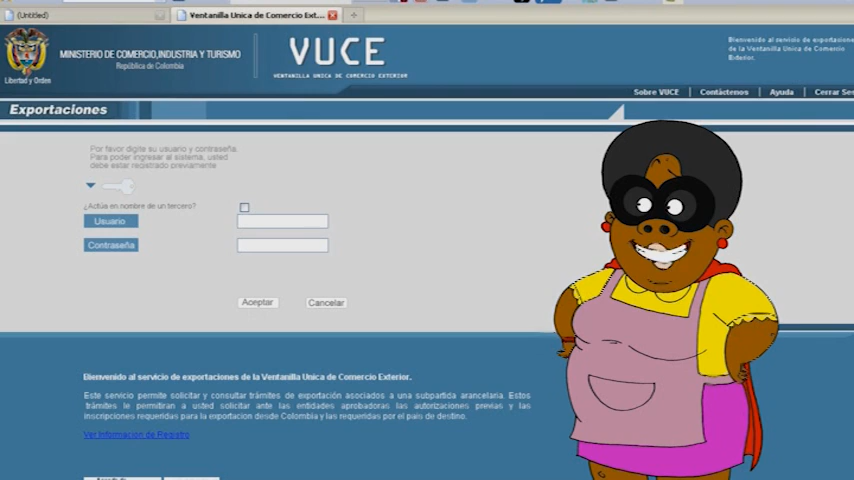 (Untitled)
Ventanilla Unica de Comercio Ext...
Libertad y Orden
MINISTERIO DE COMERCIO, INDUSTRIA Y TURISMO
República de Colombia
VUCE
VENTANILLA UNICA DE COMERCIO EXTERIOR
Bienvenido al servicio de exportaciones
de la Ventanilla Unica de Comercio
Exterior.
Sobre VUCE | Contáctenos | Ayuda | Cerrar Ses
Exportaciones
Por favor digite su usuario y contraseña.
Para poder ingresar al sistema, usted
debe estar registrado previamente
¿Actúa en nombre de un tercero?
Usuario
Contraseña
Aceptar Cancelar
Bienvenido al servicio de exportaciones de la Ventanilla Unica de Comercio Exterior.
Este servicio permite solicitar y consultar trámites de exportación asociados a una subpartida arancelaria. Estos
trámites le permitiran a usted solicitar ante las entidades aprobadoras las autorizaciones previas y las
inscripciones requeridas para la exportacion desde Colombia y las requeridas por el país de destino.
Ver Información de Registro